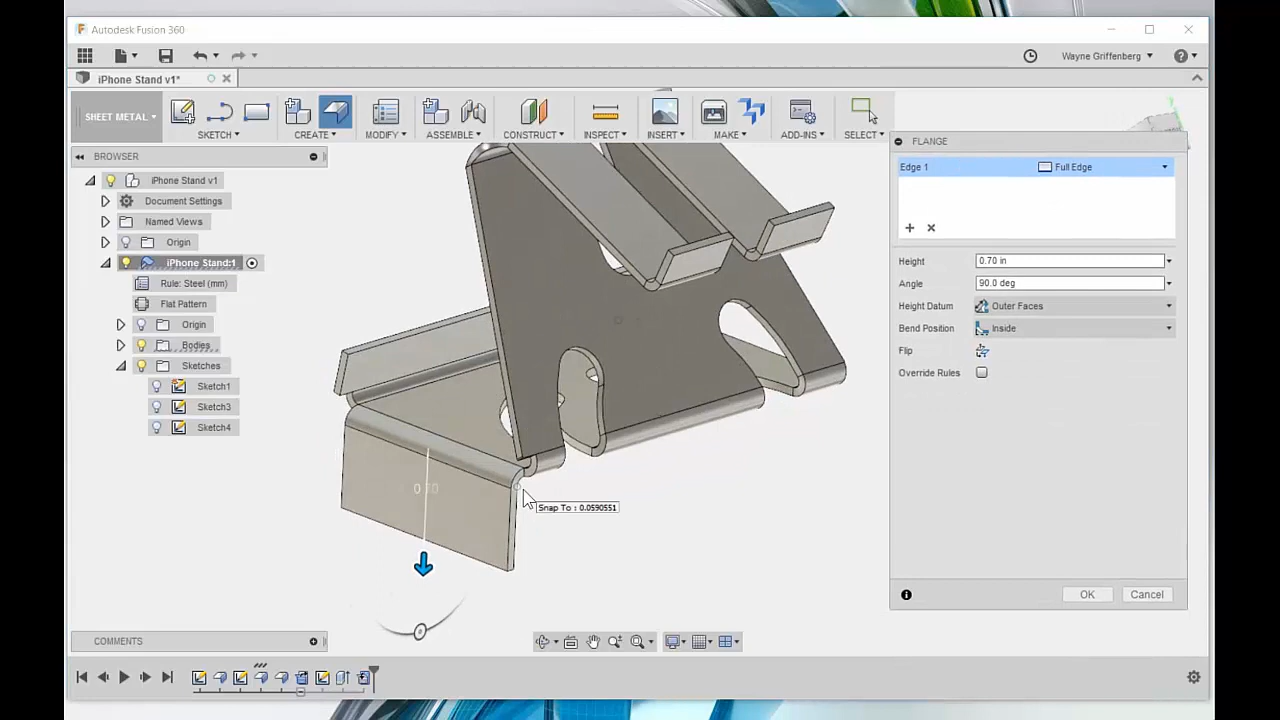 Autodesk Fusion 360
Wayne Griffenberg
iPhone Stand v1*
SHEET METAL
SKETCH
CREATE
MODIFY
ASSEMBLE
CONSTRUCT
INSPECT
INSERT
MAKE
ADD-INS
SELECT
BROWSER
iPhone Stand v1
Document Settings
Named Views
Origin
iPhone Stand:1
Rule: Steel (mm)
Flat Pattern
Origin
Bodies
Sketches
Sketch1
Sketch3
Sketch4
Snap To : 0.0590551
FLANGE
Edge 1 Full Edge
Height 0.70 in
Angle 90.0 deg
Height Datum Outer Faces
Bend Position Inside
Flip
Override Rules
OK Cancel
COMMENTS